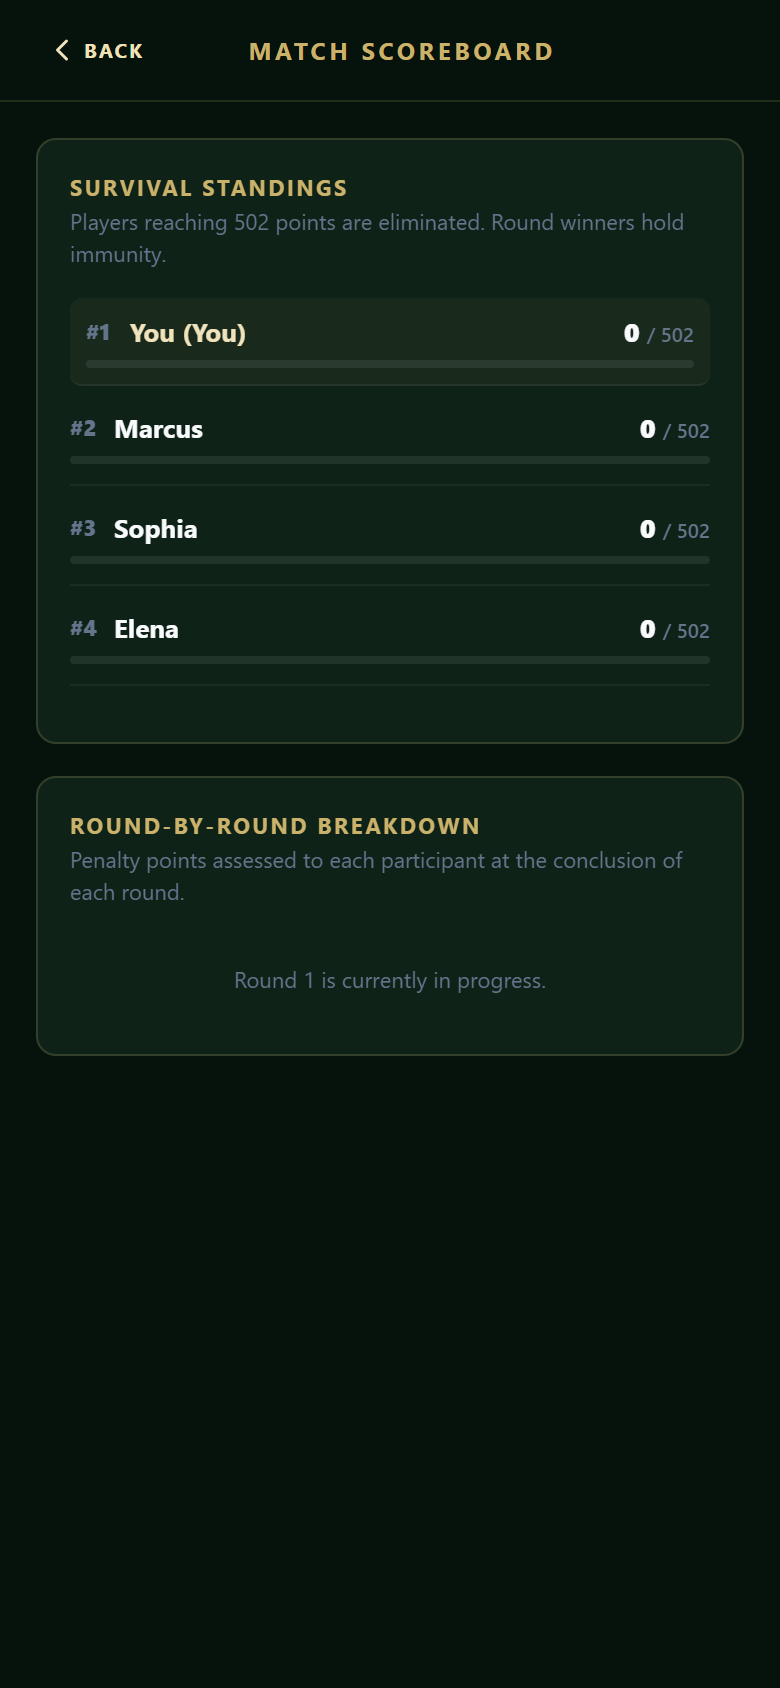 BACK
MATCH SCOREBOARD
SURVIVAL STANDINGS
Players reaching 502 points are eliminated. Round winners hold
immunity.
#1 You (You) 0 / 502
#2 Marcus 0 / 502
#3 Sophia 0 / 502
#4 Elena 0 / 502
ROUND-BY-ROUND BREAKDOWN
Penalty points assessed to each participant at the conclusion of
each round.
Round 1 is currently in progress.